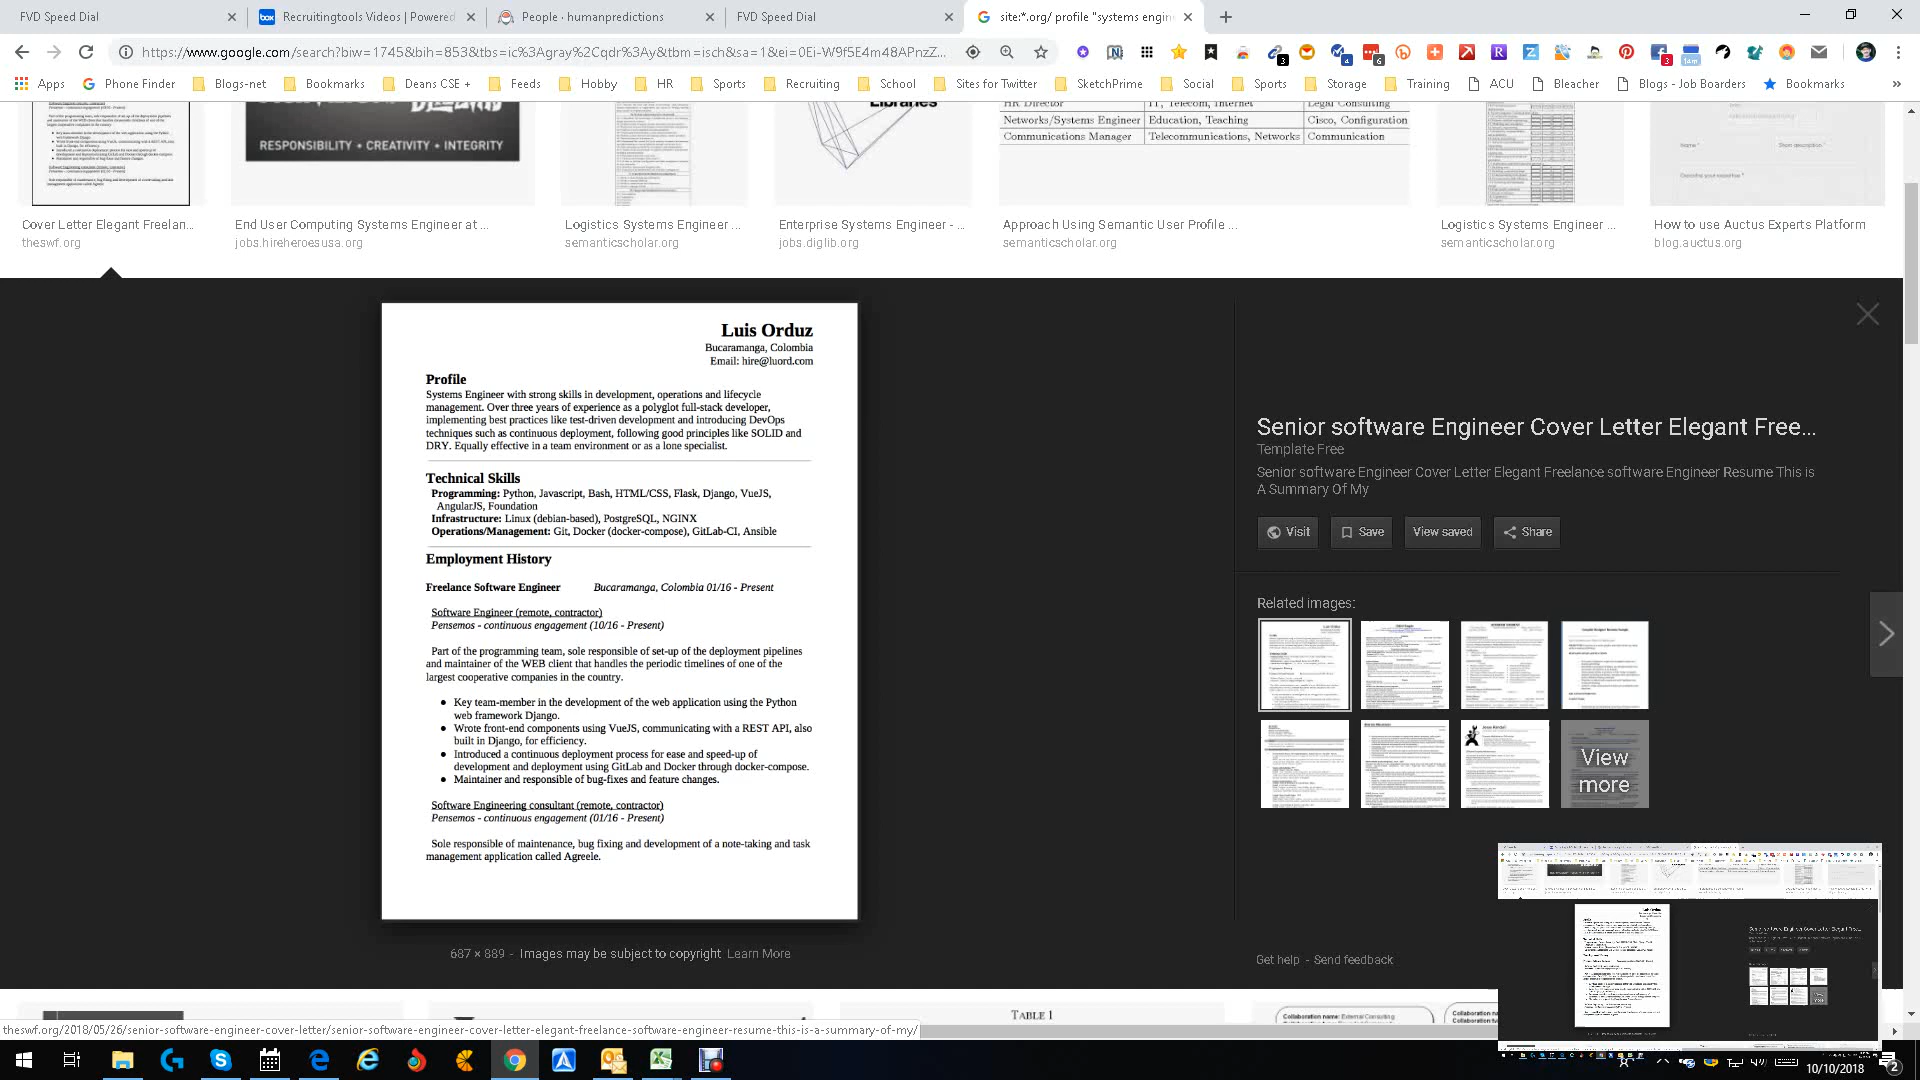 FVD Speed Dial
Recruitingtools Videos | Powered
People · humanpredictions
FVD Speed Dial
site:*.org/ profile "systems engin
https://www.google.com/search?biw=1745&bih=853&tbs=ic%3Agray%2Cqdr%3Ay&tbm=isch&sa=1&ei=0Ei-W9f5E4m48APnzZ...
Apps
Phone Finder
Blogs-net
Bookmarks
Deans CSE +
Feeds
Hobby
HR
Sports
Recruiting
School
Sites for Twitter
SketchPrime
Social
Sports
Storage
Training
ACU
Bleacher
Blogs - Job Boarders
Bookmarks
RESPONSIBILITY • CREATIVITY • INTEGRITY
Libraries
HR Director IT, Telecom, Internet Legal Consulting
Networks/Systems Engineer Education, Teaching Cisco, Configuration
Communications Manager Telecommunications, Networks Communication
Cover Letter Elegant Freelan...
theswf.org
End User Computing Systems Engineer at ...
jobs.hireheroesusa.org
Logistics Systems Engineer ...
semanticscholar.org
Enterprise Systems Engineer - ...
jobs.diglib.org
Approach Using Semantic User Profile ...
semanticscholar.org
Logistics Systems Engineer ...
semanticscholar.org
How to use Auctus Experts Platform
blog.auctus.org
Luis Orduz
Bucaramanga, Colombia
Email: hire@luord.com
Profile
Systems Engineer with strong skills in development, operations and lifecycle
management. Over three years of experience as a polyglot full-stack developer,
implementing best practices like test-driven development and introducing DevOps
techniques such as continuous deployment, following good principles like SOLID and
DRY. Equally effective in a team environment or as a lone specialist.
Technical Skills
Programming: Python, Javascript, Bash, HTML/CSS, Flask, Django, VueJS,
AngularJS, Foundation
Infrastructure: Linux (debian-based), PostgreSQL, NGINX
Operations/Management: Git, Docker (docker-compose), GitLab-CI, Ansible
Employment History
Freelance Software Engineer Bucaramanga, Colombia 01/16 - Present
Software Engineer (remote, contractor)
Pensemos - continuous engagement (10/16 - Present)
Part of the programming team, sole responsible of set-up of the deployment pipelines
and maintainer of the WEB client that handles the periodic timelines of one of the
largest cooperative companies in the country.
● Key team-member in the development of the web application using the Python
web framework Django.
● Wrote front-end components using VueJS, communicating with a REST API, also
built in Django, for efficiency.
● Introduced a continuous deployment process for ease and speed-up of
development and deployment using GitLab and Docker through docker-compose.
● Maintainer and responsible of bug-fixes and feature changes.
Software Engineering consultant (remote, contractor)
Pensemos - continuous engagement (01/16 - Present)
Sole responsible of maintenance, bug fixing and development of a note-taking and task
management application called Agreele.
687 × 889 - Images may be subject to copyright Learn More
Senior software Engineer Cover Letter Elegant Free...
Template Free
Senior software Engineer Cover Letter Elegant Freelance software Engineer Resume This is
A Summary Of My
Visit
Save
View saved
Share
Related images:
View
more
Get help - Send feedback
TABLE 1
Collaboration name: External Consulting
theswf.org/2018/05/26/senior-software-engineer-cover-letter/senior-software-engineer-cover-letter-elegant-freelance-software-engineer-resume-this-is-a-summary-of-my/
10/10/2018
2